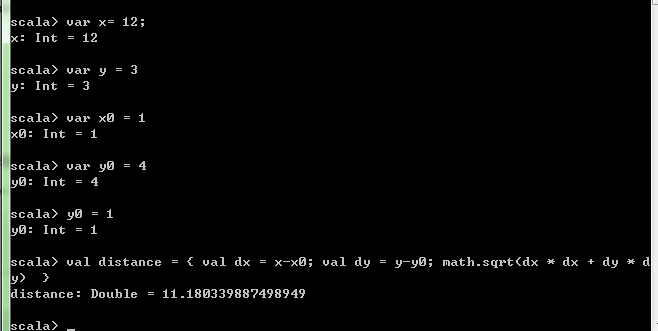 scala> var x= 12;
x: Int = 12
scala> var y = 3
y: Int = 3
scala> var x0 = 1
x0: Int = 1
scala> var y0 = 4
y0: Int = 4
scala> y0 = 1
y0: Int = 1
scala> val distance = { val dx = x-x0; val dy = y-y0; math.sqrt(dx * dx + dy * d
y)  }
distance: Double = 11.180339887498949
scala> _